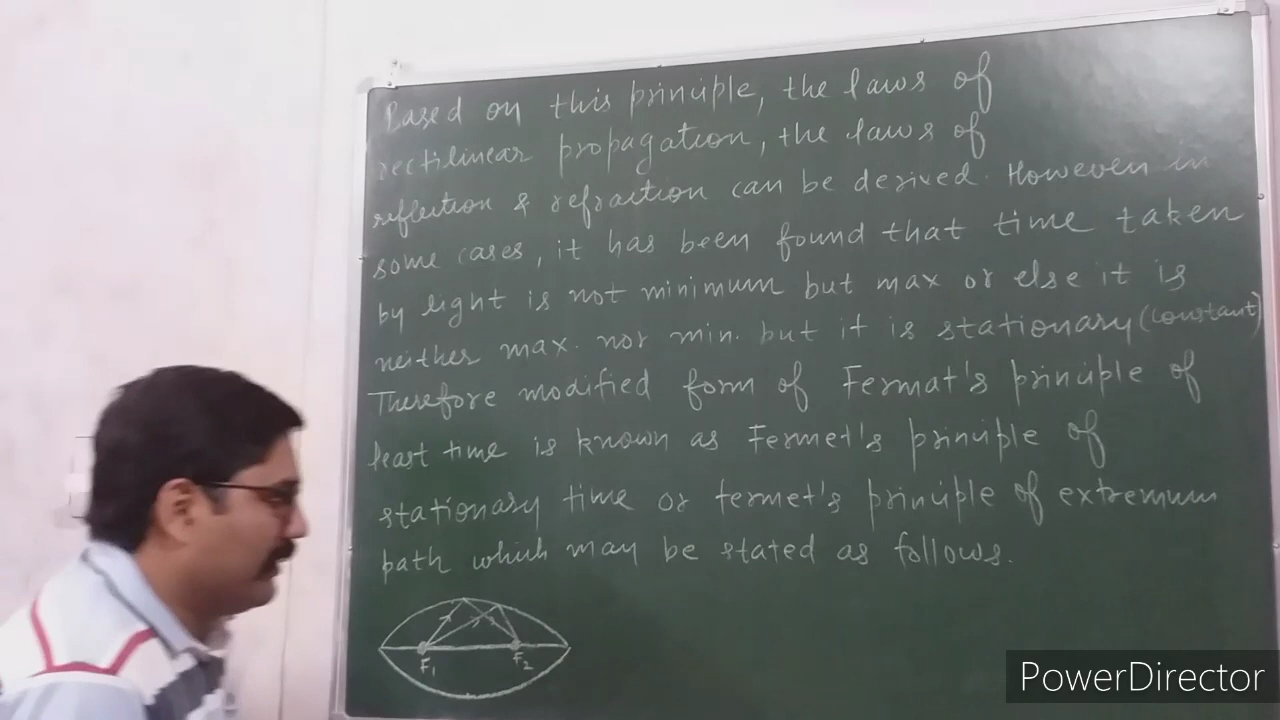 Based on this principle, the laws of
rectilinear propagation, the laws of
reflection & refraction can be derived. However in
some cases, it has been found that time taken
by light is not minimum but max or else it is
neither max. nor min. but it is stationary (constant)
Therefore modified form of Fermat's principle of
least time is known as Fermet's principle of
stationary time or fermet's principle of extremum
path which may be stated as follows.
F1 F2
PowerDirector